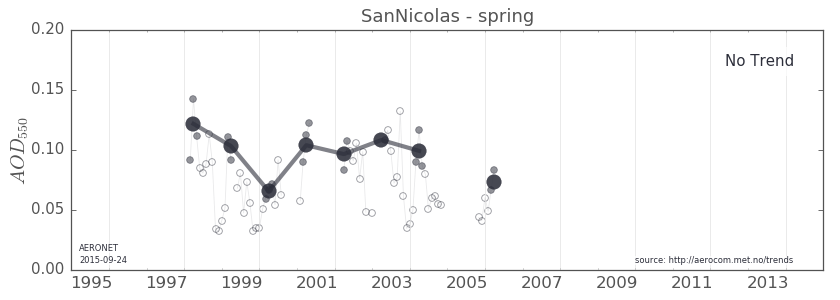 SanNicolas - spring
0.20
No Trend
0.15
AOD550
0.10
0.05
AERONET
2015-09-24
source: http://aerocom.met.no/trends
0.00
1995 1997 1999 2001 2003 2005 2007 2009 2011 2013